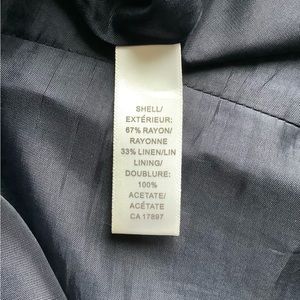 SHELL/
EXTÉRIEUR:
67% RAYON/
RAYONNE
33% LINEN/LIN
LINING/
DOUBLURE:
100%
ACETATE/
ACÉTATE
CA 17897